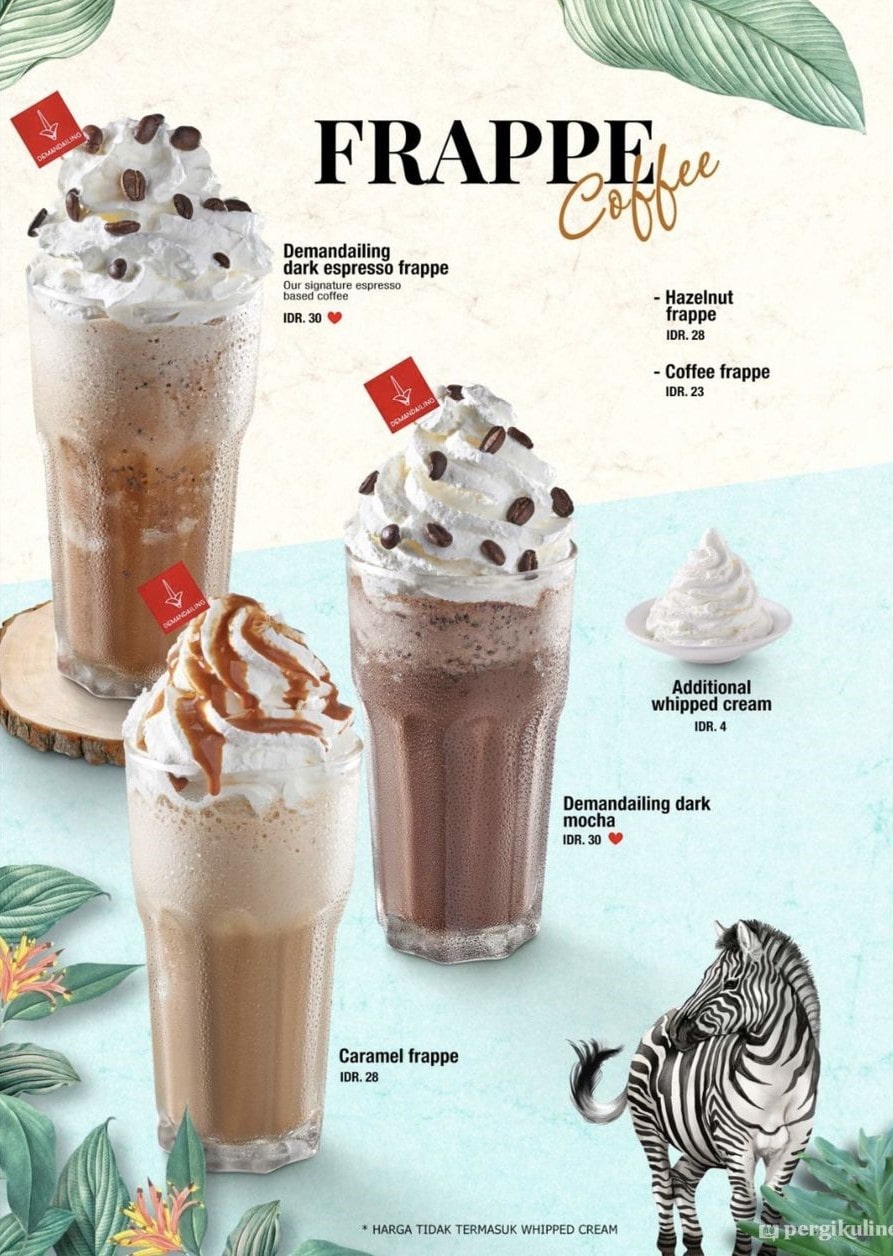 FRAPPE
Coffee
DEMANDAILING
Demandailing
dark espresso frappe
Our signature espresso
based coffee
IDR. 30
- Hazelnut
frappe
IDR. 28
- Coffee frappe
IDR. 23
DEMANDAILING
DEMANDAILING
Additional
whipped cream
IDR. 4
Demandailing dark
mocha
IDR. 30
Caramel frappe
IDR. 28
* HARGA TIDAK TERMASUK WHIPPED CREAM
pergikuline